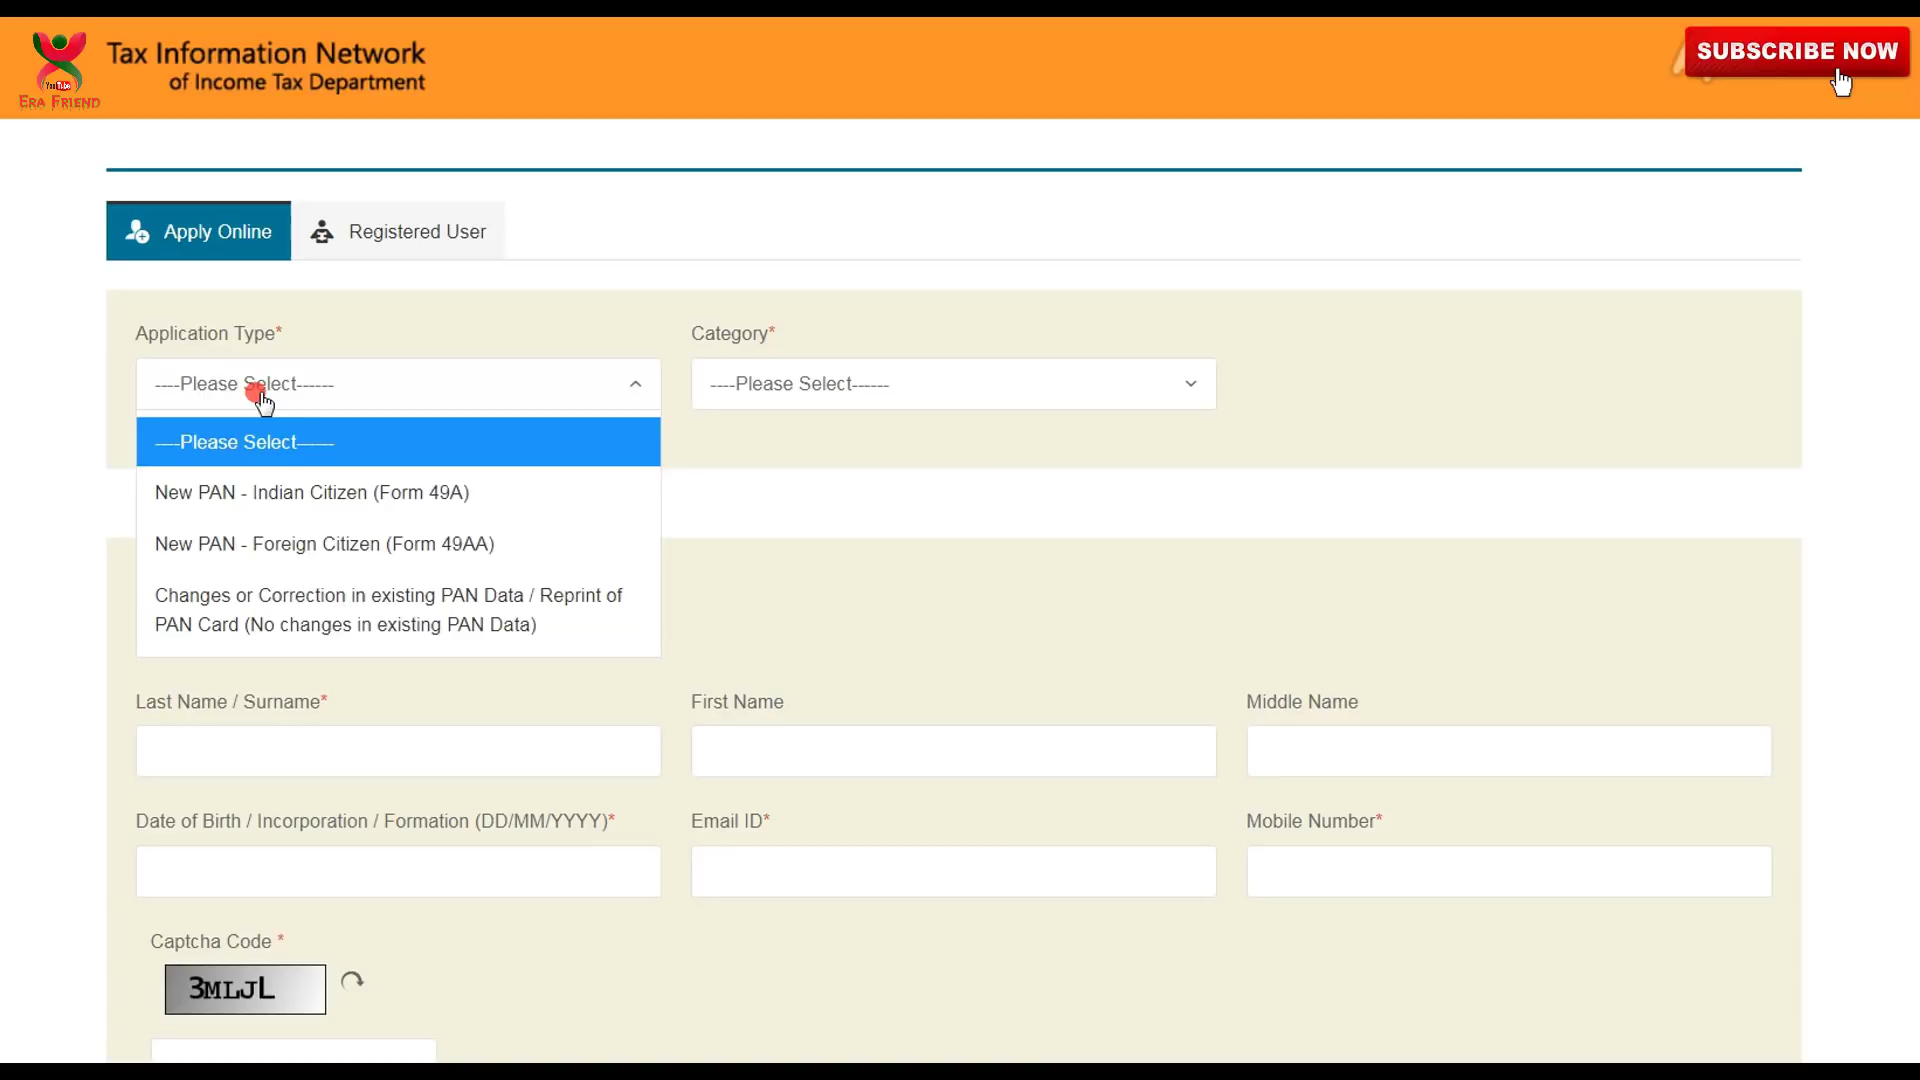 Tax Information Network
of Income Tax Department
You Tube
ERA FRIEND
SUBSCRIBE NOW
Apply Online
Registered User
Application Type*
Category*
----Please Select------
----Please Select------
----Please Select------
New PAN - Indian Citizen (Form 49A)
New PAN - Foreign Citizen (Form 49AA)
Changes or Correction in existing PAN Data / Reprint of
PAN Card (No changes in existing PAN Data)
Last Name / Surname*
First Name
Middle Name
Date of Birth / Incorporation / Formation (DD/MM/YYYY)*
Email ID*
Mobile Number*
Captcha Code *
3MLJL